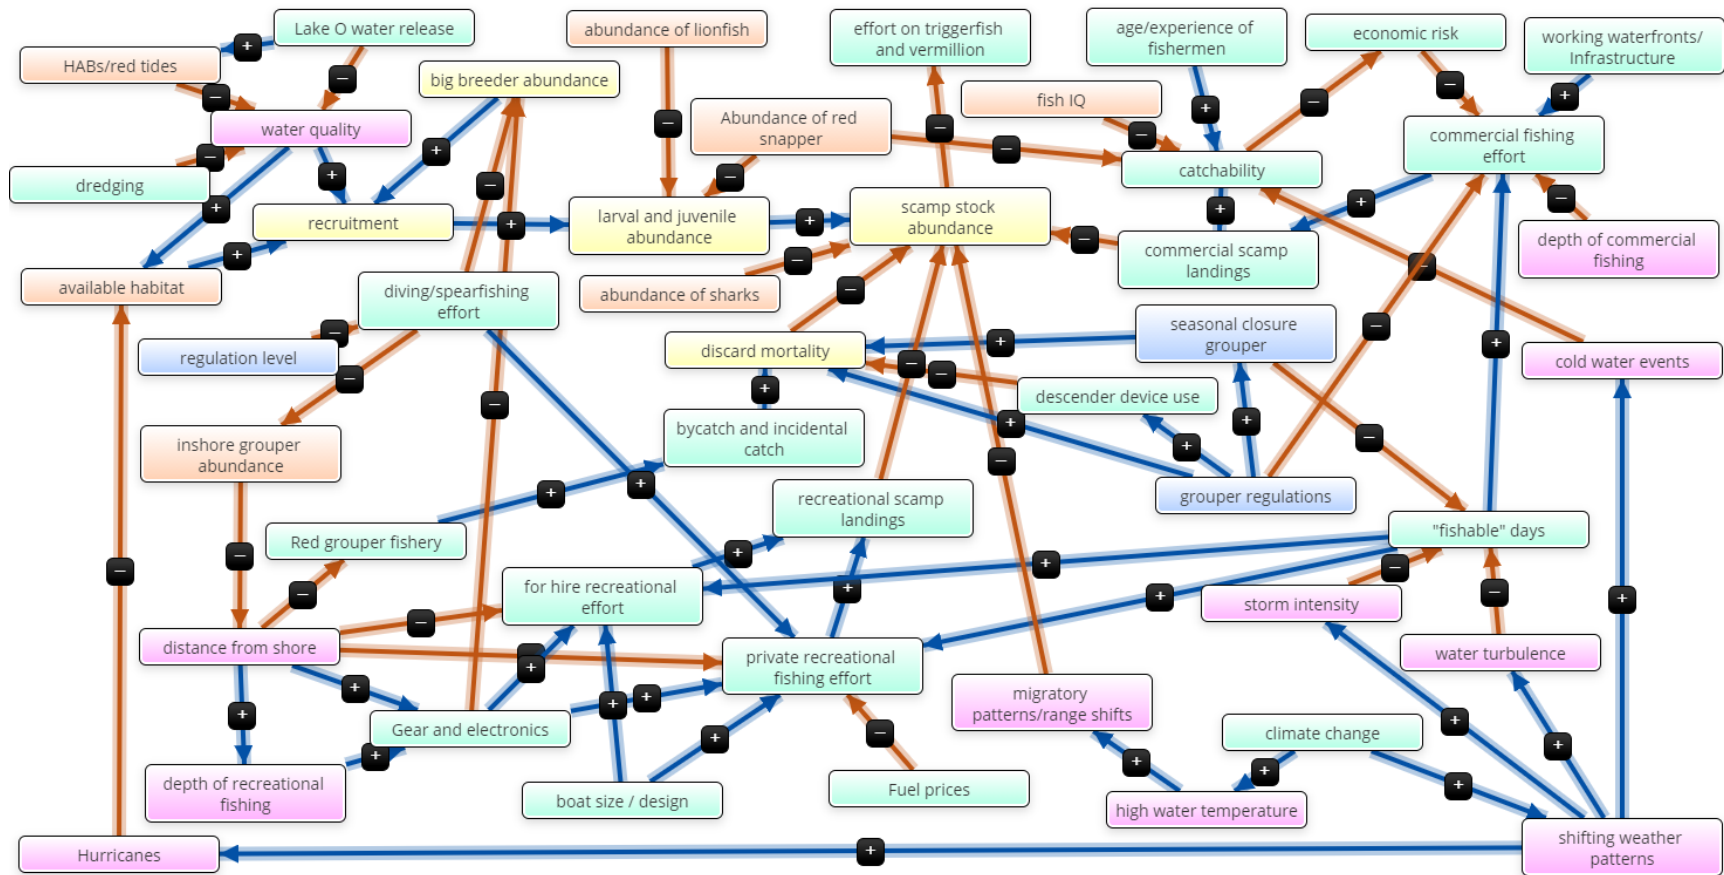 Lake O water release
HABs/red tides
big breeder abundance
water quality
dredging
recruitment
available habitat
abundance of lionfish
effort on triggerfish
and vermillion
age/experience of
fishermen
economic risk
working waterfronts/
Infrastructure
fish IQ
Abundance of red
snapper
commercial fishing
effort
catchability
larval and juvenile
abundance
scamp stock
abundance
commercial scamp
landings
depth of commercial
fishing
diving/spearfishing
effort
abundance of sharks
regulation level
discard mortality
seasonal closure
grouper
cold water events
descender device use
inshore grouper
abundance
bycatch and incidental
catch
grouper regulations
recreational scamp
landings
Red grouper fishery
"fishable" days
for hire recreational
effort
storm intensity
distance from shore
private recreational
fishing effort
water turbulence
migratory
patterns/range shifts
Gear and electronics
climate change
depth of recreational
fishing
boat size / design
Fuel prices
high water temperature
Hurricanes
shifting weather
patterns